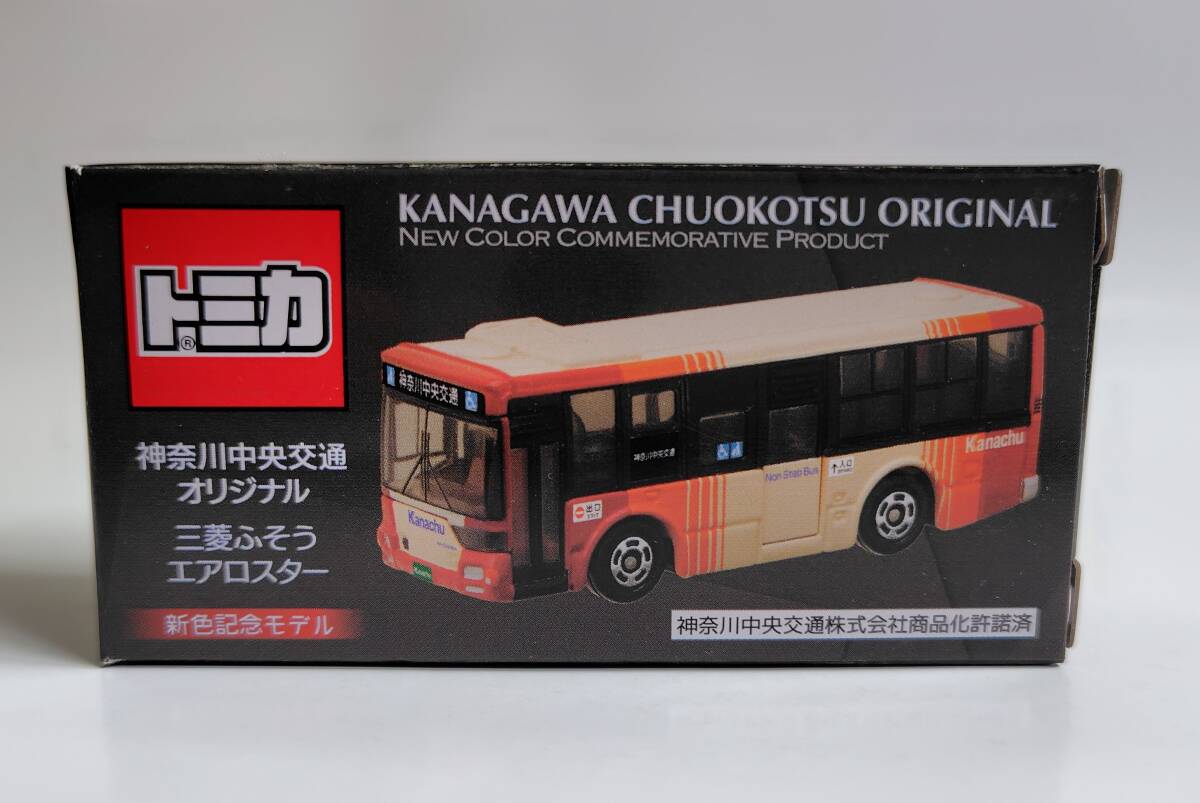 KANAGAWA CHUOKOTSU ORIGINAL
NEW COLOR COMMEMORATIVE PRODUCT
トミカ®
神奈川中央交通
オリジナル
三菱ふそう
エアロスター
新色記念モデル
神奈川中央交通
神奈川中央交通
Kanachu
Non Step Bus
入口
出口
EXIT
Kanachu
神奈川中央交通株式会社商品化許諾済